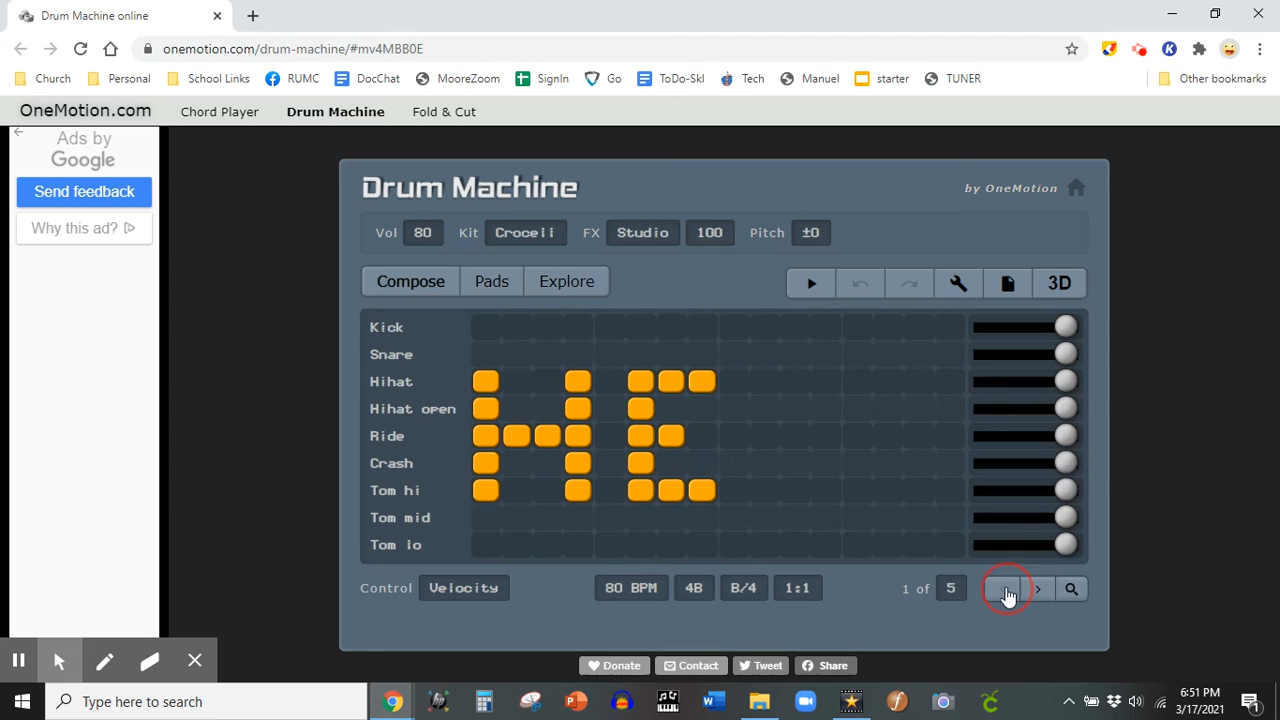 Drum Machine online
onemotion.com/drum-machine/#mv4MBB0E
Church Personal School Links RUMC DocChat MooreZoom SignIn Go ToDo-Skl Tech Manuel starter TUNER Other bookmarks
OneMotion.com Chord Player Drum Machine Fold & Cut
Ads by
Google
Send feedback
Why this ad?
Drum Machine
by OneMotion
Vol 80 Kit Croceii FX Studio 100 Pitch ±0
Compose Pads Explore 3D
Kick
Snare
Hihat
Hihat open
Ride
Crash
Tom hi
Tom mid
Tom lo
HE
Control Velocity 80 BPM 4B B/4 1:1 1 of 5
Donate Contact Tweet Share
Type here to search
6:51 PM
3/17/2021